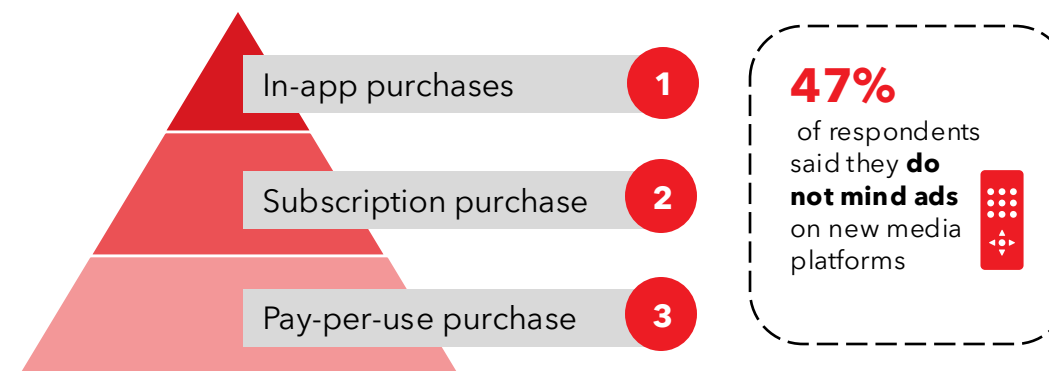 In-app purchases
1
Subscription purchase
2
Pay-per-use purchase
3
47%
of respondents
said they do
not mind ads
on new media
platforms